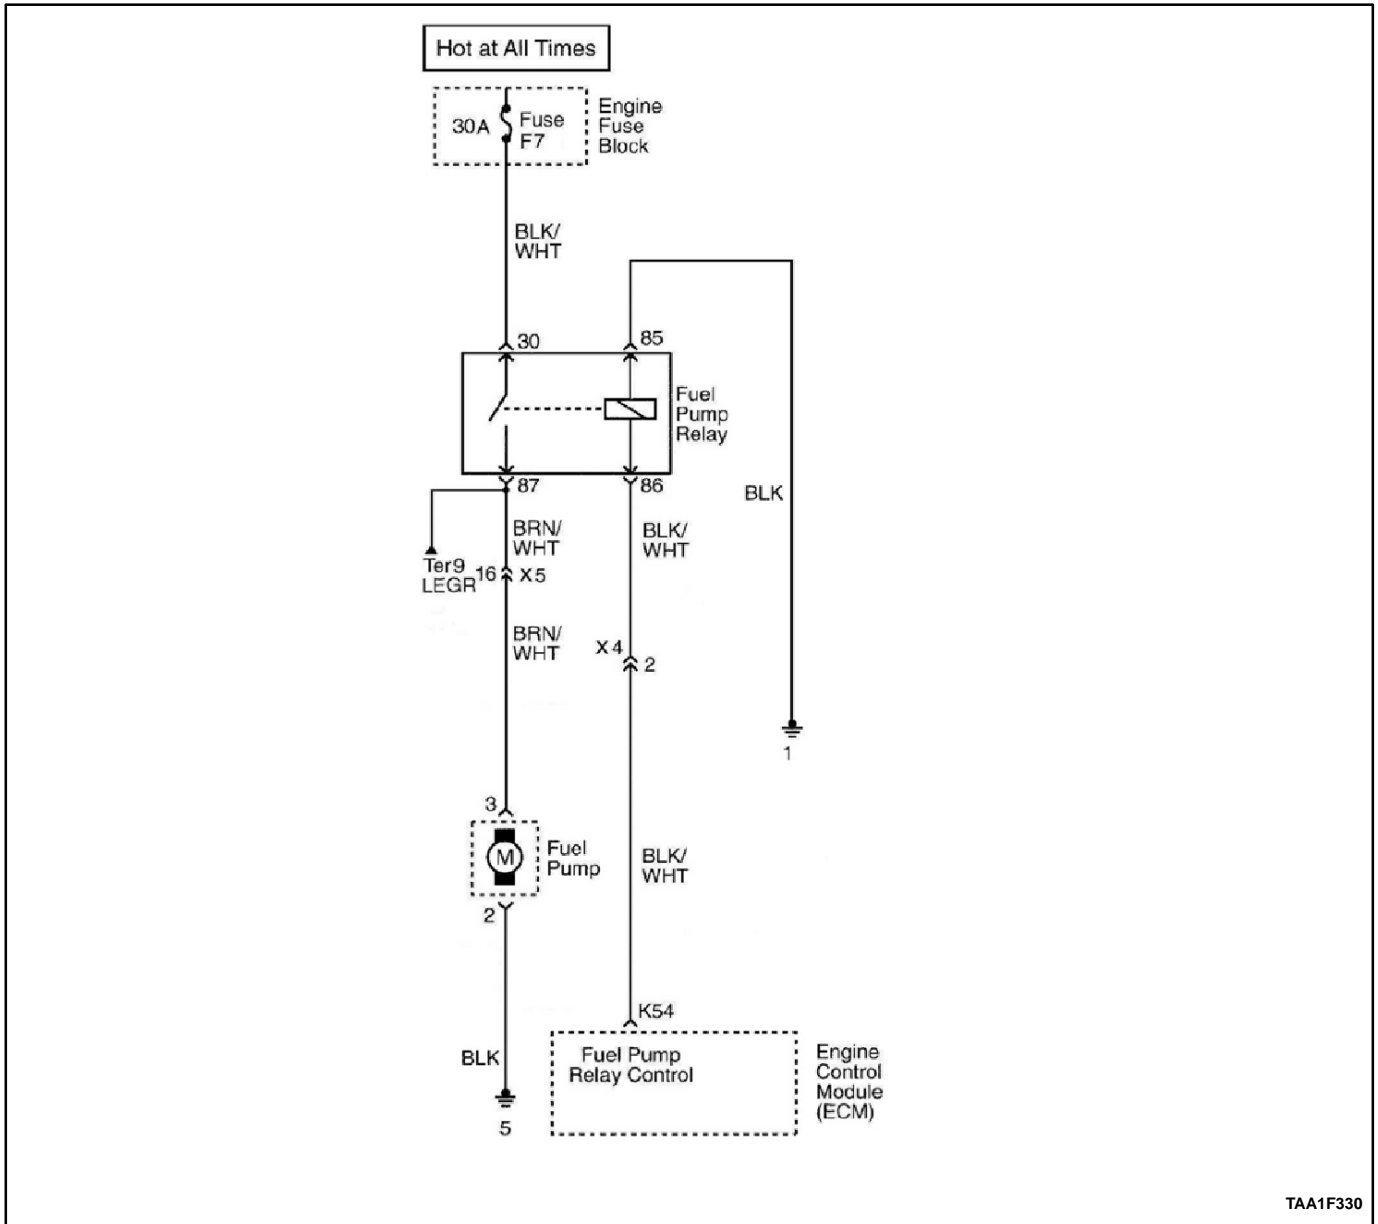 Hot at All Times
30A
Fuse
F7
Engine
Fuse
Block
BLK/
WHT
30
85
Fuel
Pump
Relay
87
86
BLK
BRN/
WHT
BLK/
WHT
Ter9
LEGR
16
X5
BRN/
WHT
X4
2
1
3
M
Fuel
Pump
BLK/
WHT
2
K54
BLK
Fuel Pump
Relay Control
Engine
Control
Module
(ECM)
5
TAA1F330